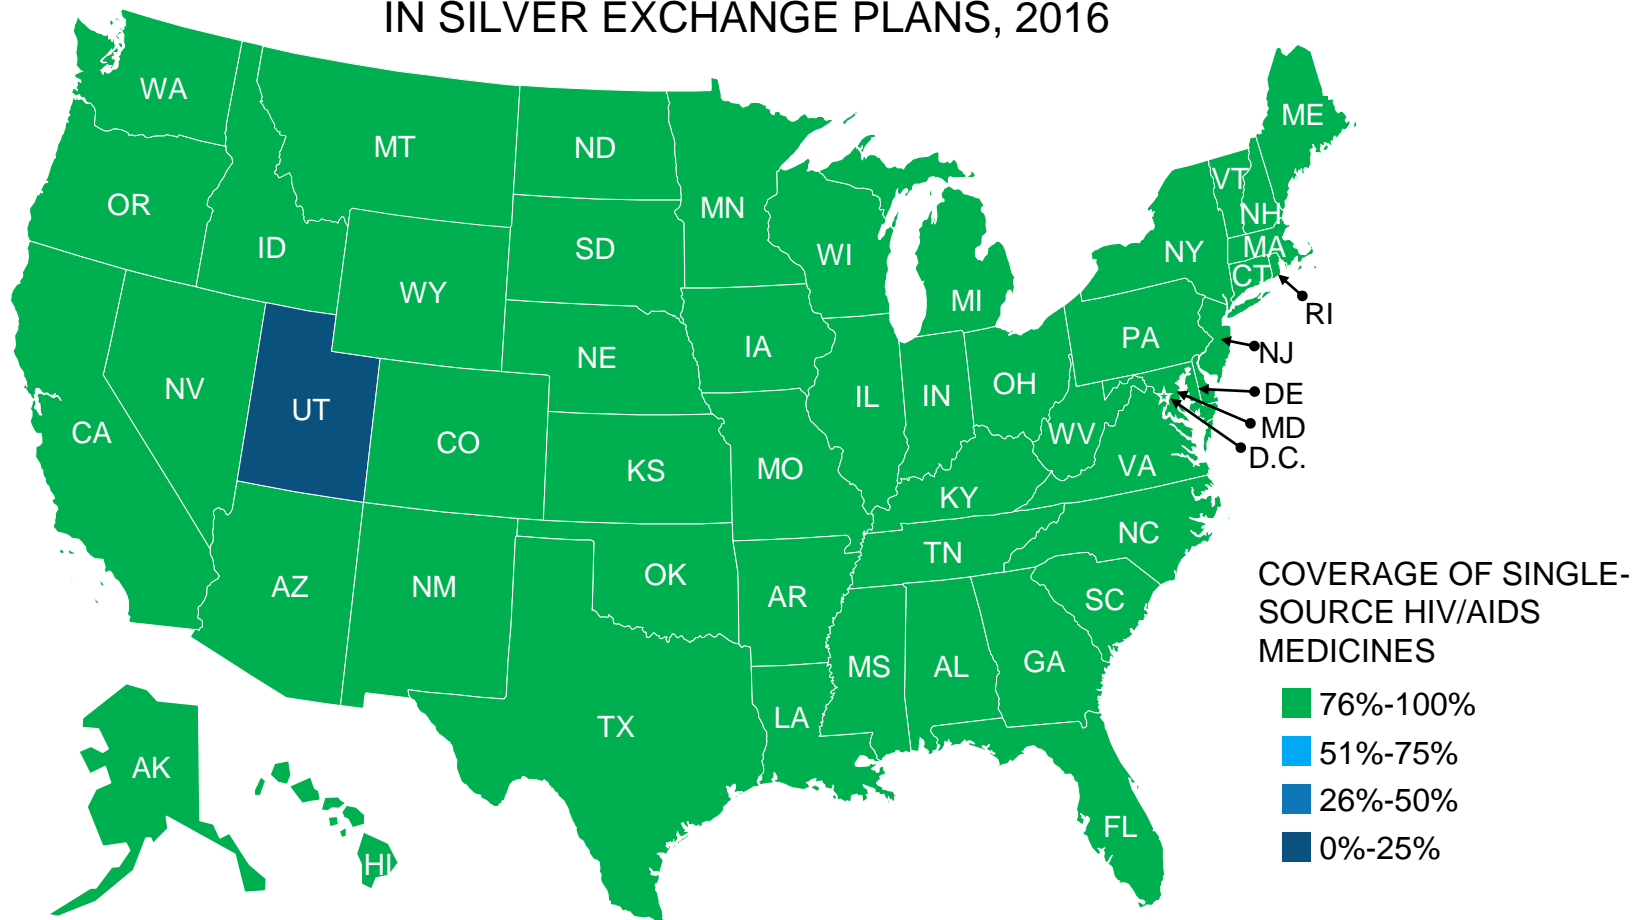 IN SILVER EXCHANGE PLANS, 2016
WA
MT
ND
MN
ME
OR
ID
SD
WI
VT
NH
NY
MA
CT
WY
MI
RI
NE
IA
PA
NJ
NV
UT
IL
IN
OH
DE
MD
D.C.
CA
CO
KS
MO
WV
VA
KY
NC
TN
AZ
NM
OK
AR
SC
MS
AL
GA
TX
LA
AK
HI
FL
COVERAGE OF SINGLE-
SOURCE HIV/AIDS
MEDICINES
76%-100%
51%-75%
26%-50%
0%-25%